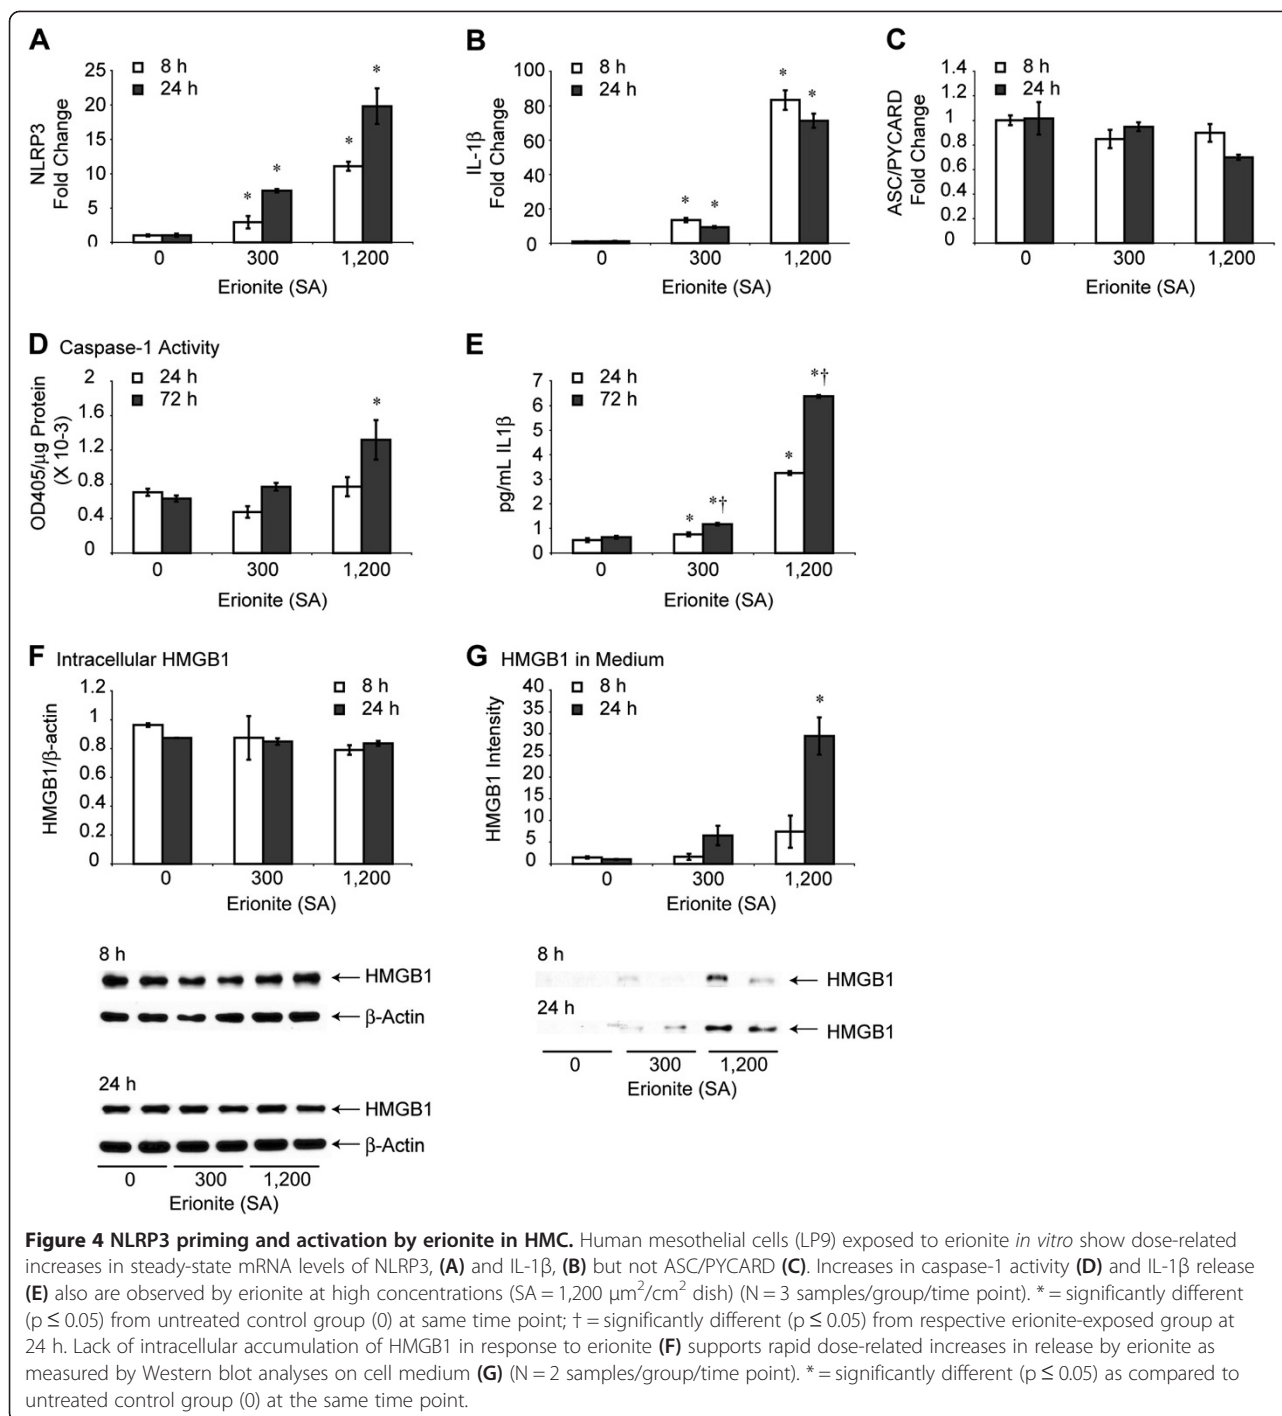 A
NLRP3
Fold Change
25
20
15
10
5
0
8 h
24 h
*
*
*
*
0 300 1,200
Erionite (SA)
B
IL-1β
Fold Change
100
80
60
40
20
0
8 h
24 h
*
*
*
*
0 300 1,200
Erionite (SA)
C
ASC/PYCARD
Fold Change
1.4
1.2
1
0.8
0.6
0.4
0.2
0
8 h
24 h
0 300 1,200
Erionite (SA)
D Caspase-1 Activity
OD405/µg Protein
(X 10-3)
2
1.6
1.2
0.8
0.4
0
24 h
72 h
*
0 300 1,200
Erionite (SA)
E
pg/mL IL1β
7
6
5
4
3
2
1
0
24 h
72 h
*
*†
*
*†
0 300 1,200
Erionite (SA)
F Intracellular HMGB1
HMGB1/β-actin
1.2
1
0.8
0.6
0.4
0.2
0
8 h
24 h
0 300 1,200
Erionite (SA)
8 h
HMGB1
β-Actin
24 h
HMGB1
β-Actin
0 300 1,200
Erionite (SA)
G HMGB1 in Medium
HMGB1 Intensity
40
35
30
25
20
15
10
5
0
8 h
24 h
*
0 300 1,200
Erionite (SA)
8 h
HMGB1
24 h
HMGB1
0 300 1,200
Erionite (SA)
Figure 4 NLRP3 priming and activation by erionite in HMC. Human mesothelial cells (LP9) exposed to erionite in vitro show dose-related
increases in steady-state mRNA levels of NLRP3, (A) and IL-1β, (B) but not ASC/PYCARD (C). Increases in caspase-1 activity (D) and IL-1β release
(E) also are observed by erionite at high concentrations (SA = 1,200 µm²/cm² dish) (N = 3 samples/group/time point). * = significantly different
(p ≤ 0.05) from untreated control group (0) at same time point; † = significantly different (p ≤ 0.05) from respective erionite-exposed group at
24 h. Lack of intracellular accumulation of HMGB1 in response to erionite (F) supports rapid dose-related increases in release by erionite as
measured by Western blot analyses on cell medium (G) (N = 2 samples/group/time point). * = significantly different (p ≤ 0.05) as compared to
untreated control group (0) at the same time point.